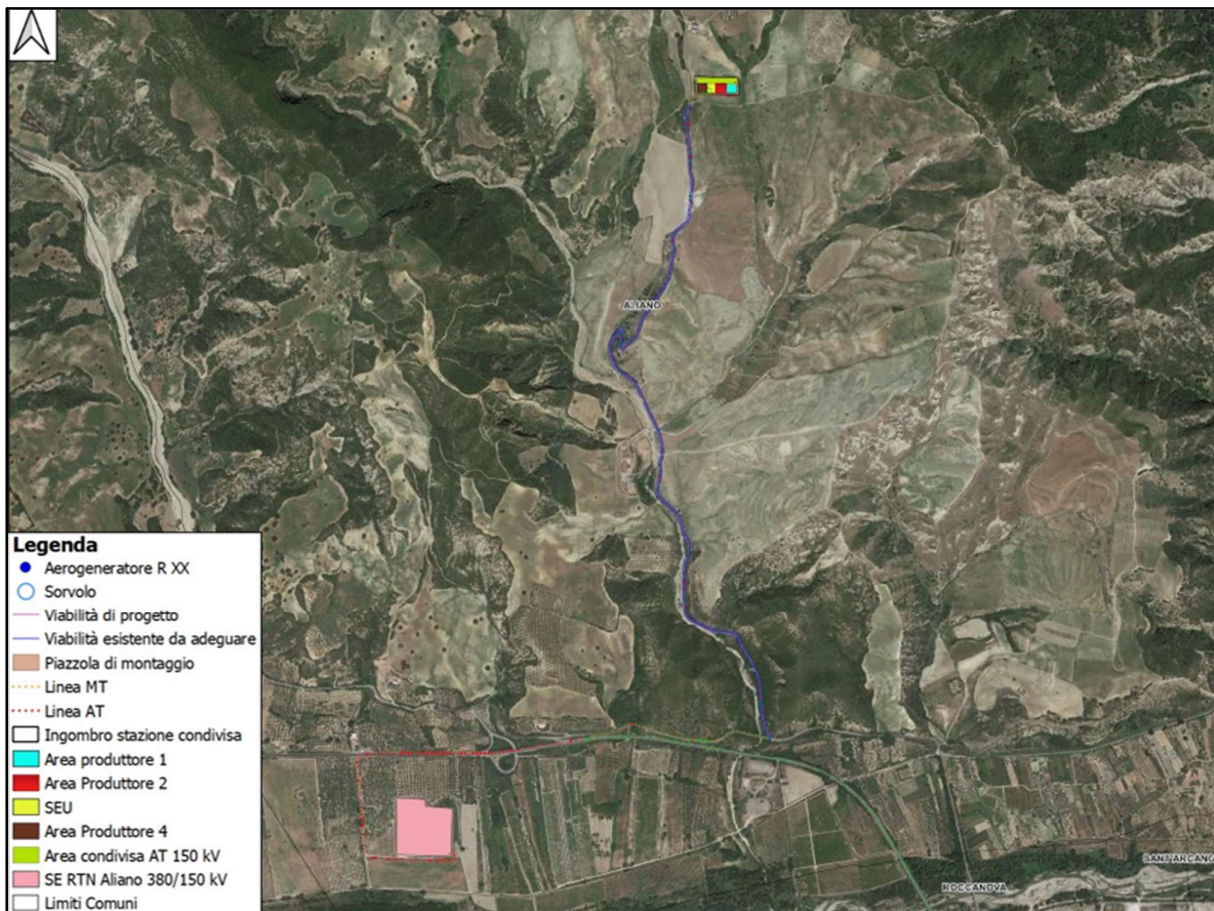 ALIANO
Legenda
Aerogeneratore R XX
Sorvolo
Viabilità di progetto
Viabilità esistente da adeguare
Piazzola di montaggio
Linea MT
Linea AT
Ingombro stazione condivisa
Area produttore 1
Area Produttore 2
SEU
Area Produttore 4
Area condivisa AT 150 kV
SE RTN Aliano 380/150 kV
Limiti Comuni
SANT'ARCANG
ROCCANOVA